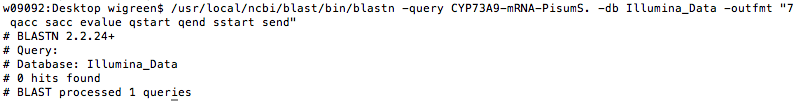 w09092:Desktop wigreen$ /usr/local/ncbi/blast/bin/blastn -query CYP73A9-mRNA-PisumS. -db Illumina_Data -outfmt "7
 qacc sacc evalue qstart qend sstart send"
# BLASTN 2.2.24+
# Query:
# Database: Illumina_Data
# 0 hits found
# BLAST processed 1 queries